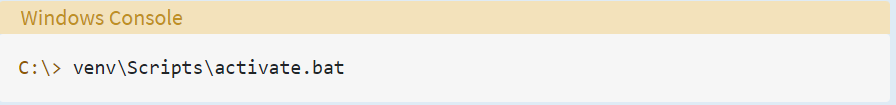 Windows Console
C:\> venv\Scripts\activate.bat